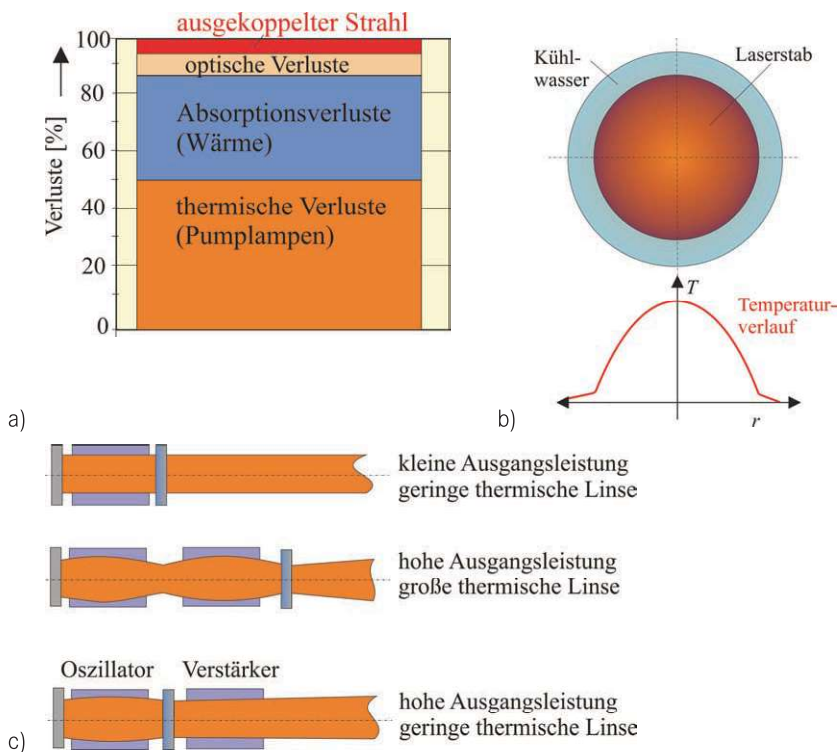 ausgekoppelter Strahl
100
optische Verluste
80
Absorptionsverluste
(Wärme)
60
Verluste [%]
40
thermische Verluste
(Pumplampen)
20
0
a)
Kühl-
wasser
Laserstab
T
Temperatur-
verlauf
r
b)
kleine Ausgangsleistung
geringe thermische Linse
hohe Ausgangsleistung
große thermische Linse
Oszillator Verstärker
hohe Ausgangsleistung
geringe thermische Linse
c)